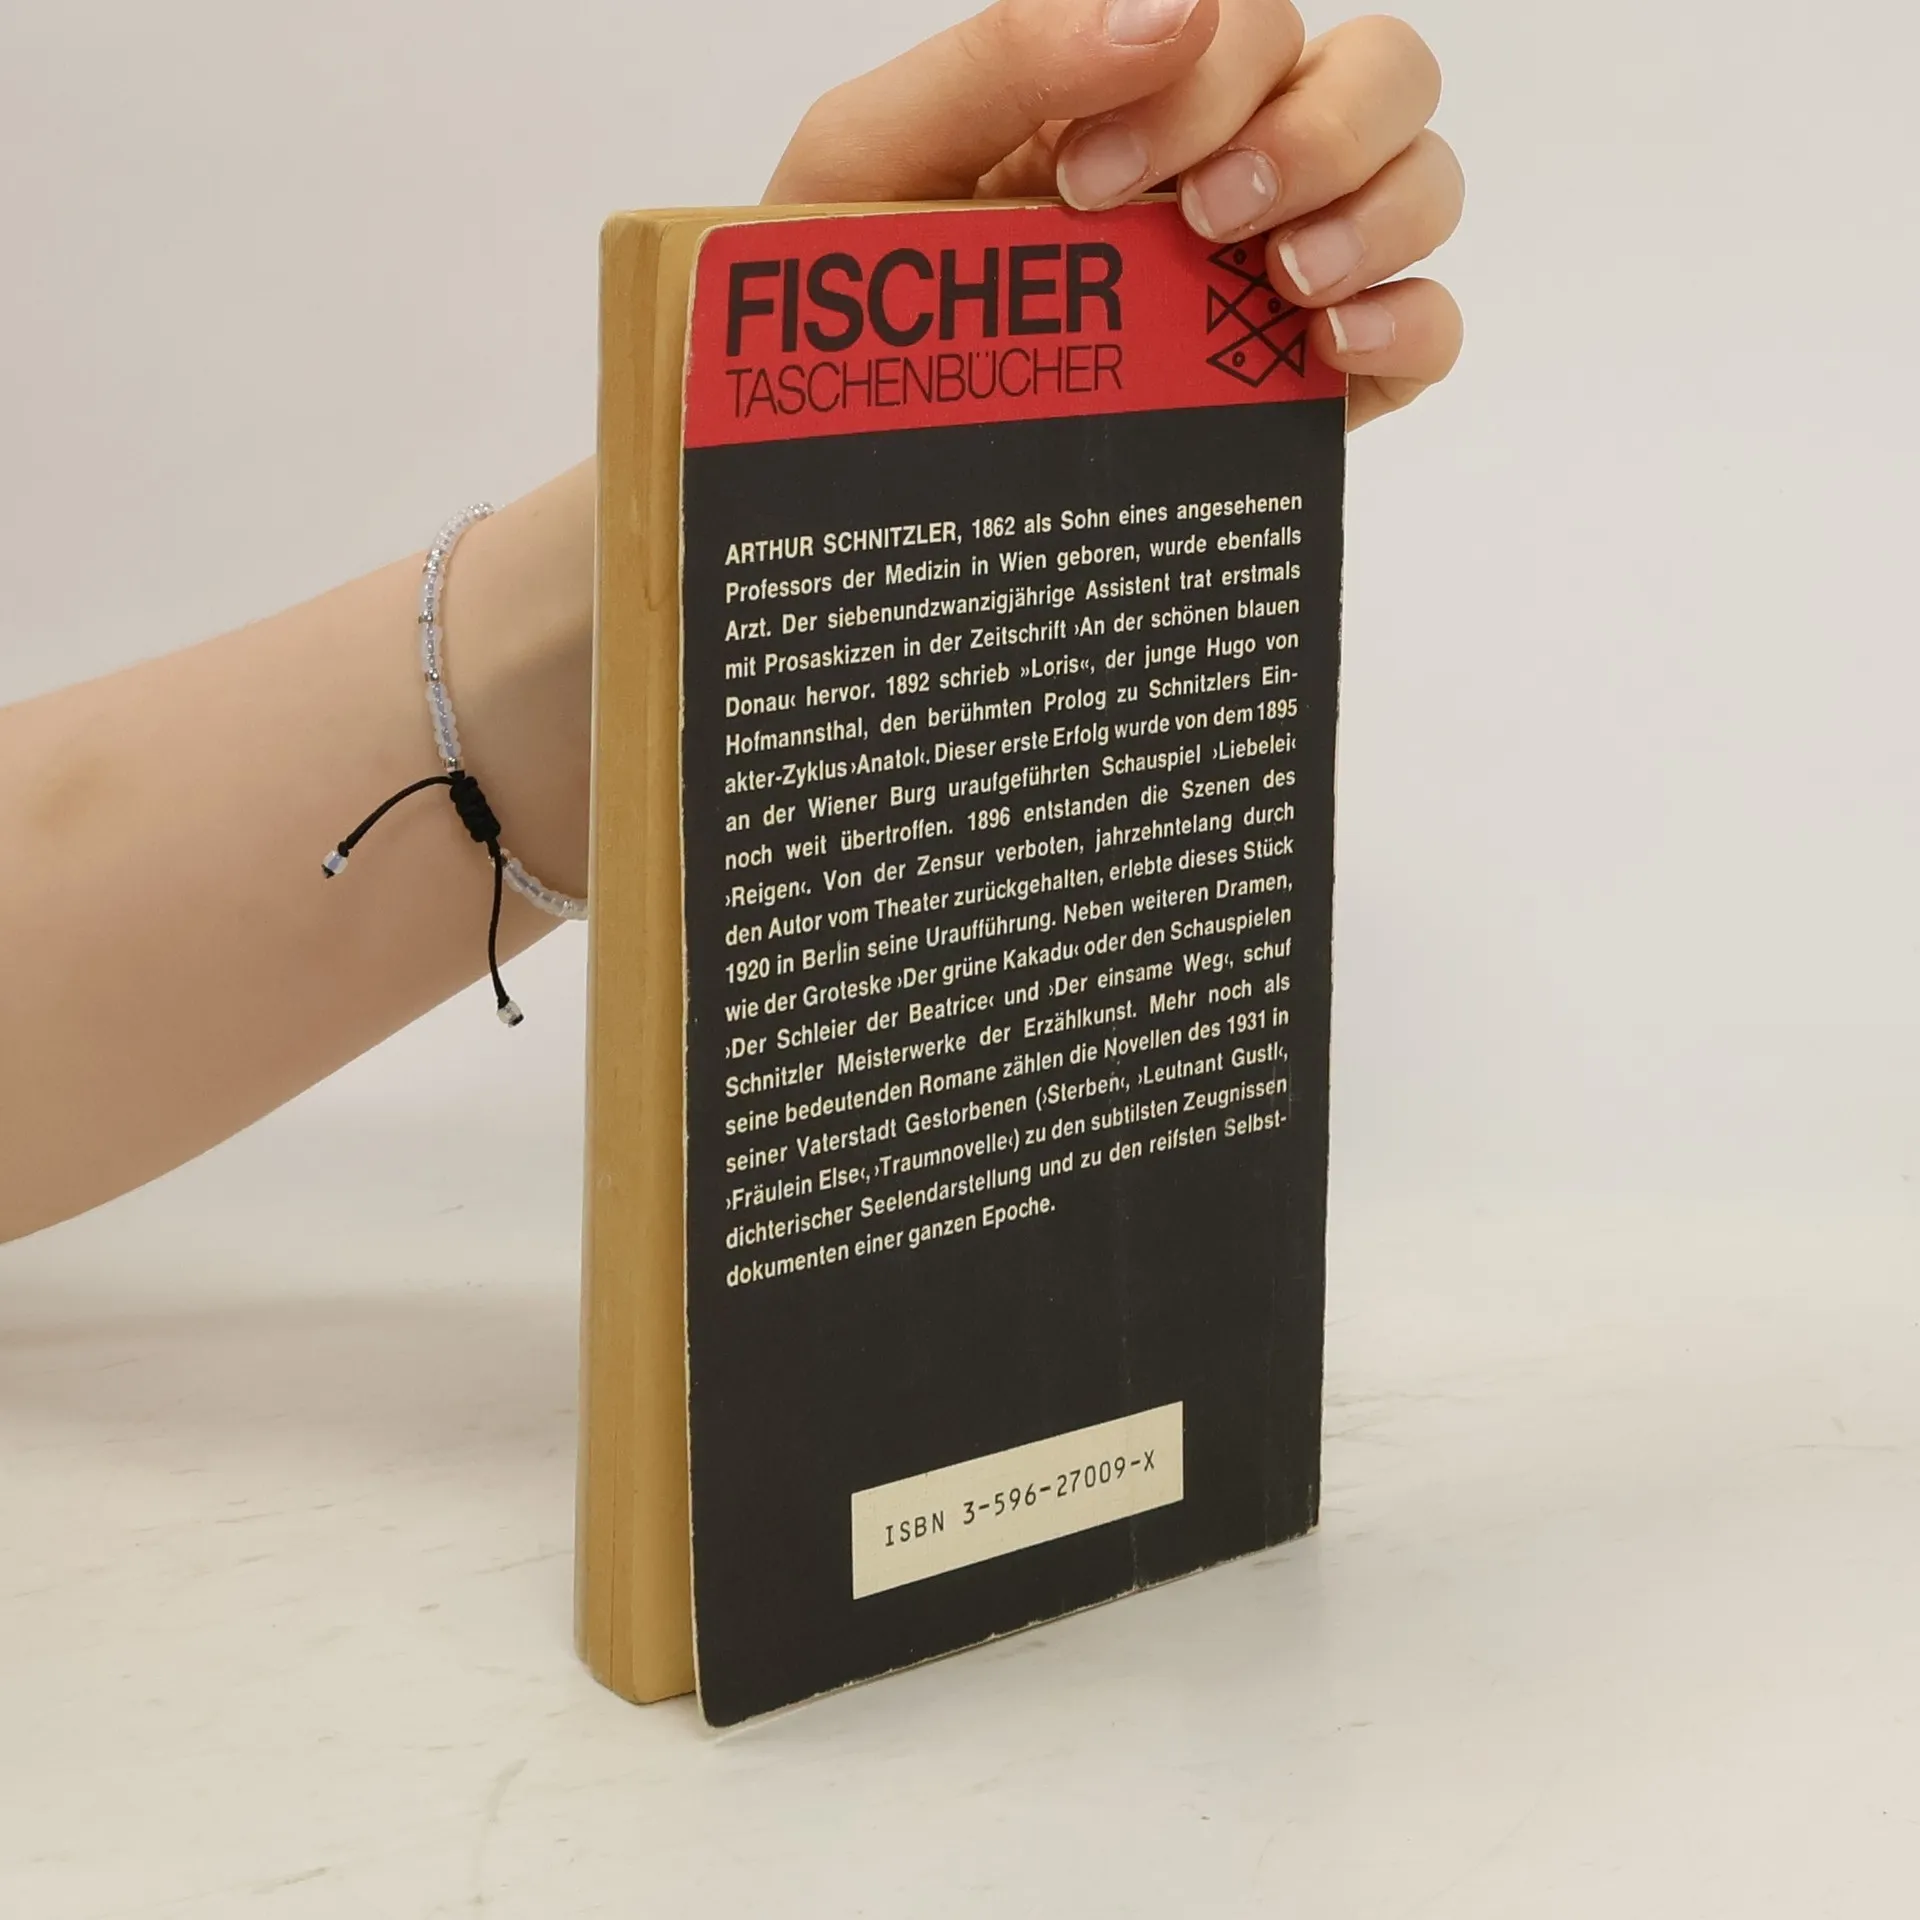 FISCHER
TASCHENBÜCHER
ARTHUR SCHNITZLER, 1862 als Sohn eines angesehenen
Professors der Medizin in Wien geboren, wurde ebenfalls
Arzt. Der siebenundzwanzigjährige Assistent trat erstmals
mit Prosaskizzen in der Zeitschrift ›An der schönen blauen
Donau‹ hervor. 1892 schrieb »Loris«, der junge Hugo von
Hofmannsthal, den berühmten Prolog zu Schnitzlers Ein-
akter-Zyklus ›Anatol‹. Dieser erste Erfolg wurde von dem 1895
an der Wiener Burg uraufgeführten Schauspiel ›Liebelei‹
noch weit übertroffen. 1896 entstanden die Szenen des
›Reigen‹. Von der Zensur verboten, jahrzehntelang durch
den Autor vom Theater zurückgehalten, erlebte dieses Stück
1920 in Berlin seine Uraufführung. Neben weiteren Dramen,
wie der Groteske ›Der grüne Kakadu‹ oder den Schauspielen
›Der Schleier der Beatrice‹ und ›Der einsame Weg‹, schuf
Schnitzler Meisterwerke der Erzählkunst. Mehr noch als
seine bedeutenden Romane zählen die Novellen des 1931 in
seiner Vaterstadt Gestorbenen (›Sterben‹, ›Leutnant Gustl‹,
›Fräulein Else‹, ›Traumnovelle‹) zu den subtilsten Zeugnissen
dichterischer Seelendarstellung und zu den reifsten Selbst-
dokumenten einer ganzen Epoche.
ISBN 3-596-27009-X